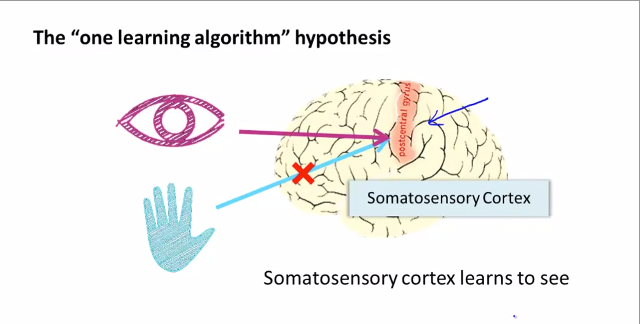 The “one learning algorithm” hypothesis
postcentral gyrus
Somatosensory Cortex
Somatosensory cortex learns to see